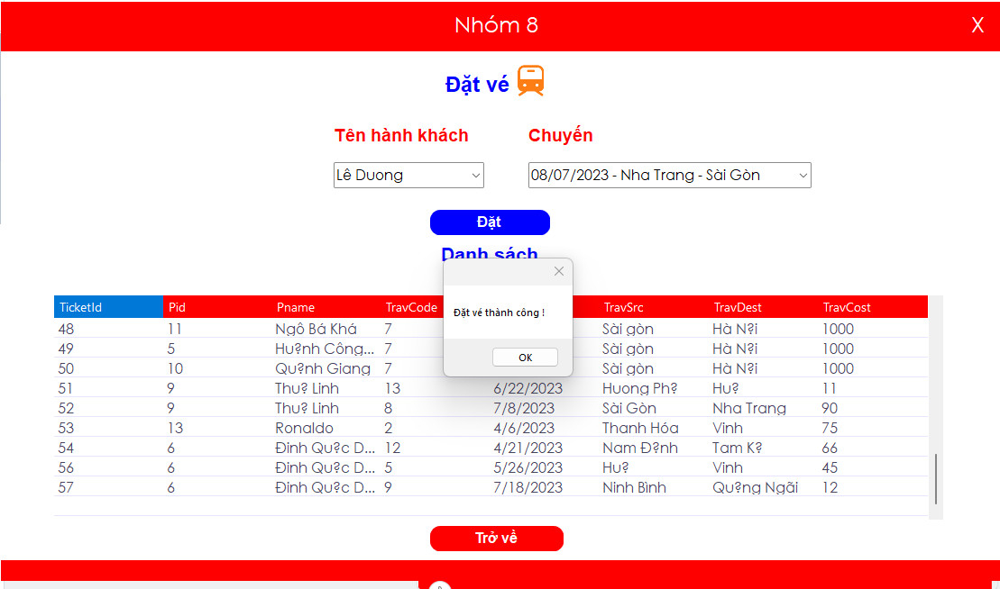 Nhóm 8 X
Đặt vé
Tên hành khách Chuyến
Lê Duong 08/07/2023 - Nha Trang - Sài Gòn
Đặt
Danh sách
Đặt vé thành công !
OK
TicketId Pid Pname TravCode TravSrc TravDest TravCost
48 11 Ngô Bá Khá 7 Sài gòn Hà N?i 1000
49 5 Hu?nh Công... 7 Sài gòn Hà N?i 1000
50 10 Qu?nh Giang 7 Sài gòn Hà N?i 1000
51 9 Thu? Linh 13 6/22/2023 Huong Ph? Hu? 11
52 9 Thu? Linh 8 7/8/2023 Sài Gòn Nha Trang 90
53 13 Ronaldo 2 4/6/2023 Thanh Hóa Vinh 75
54 6 Đinh Qu?c D... 12 4/21/2023 Nam Đ?nh Tam K? 66
56 6 Đinh Qu?c D... 5 5/26/2023 Hu? Vinh 45
57 6 Đinh Qu?c D... 9 7/18/2023 Ninh Bình Qu?ng Ngãi 12
Trở về